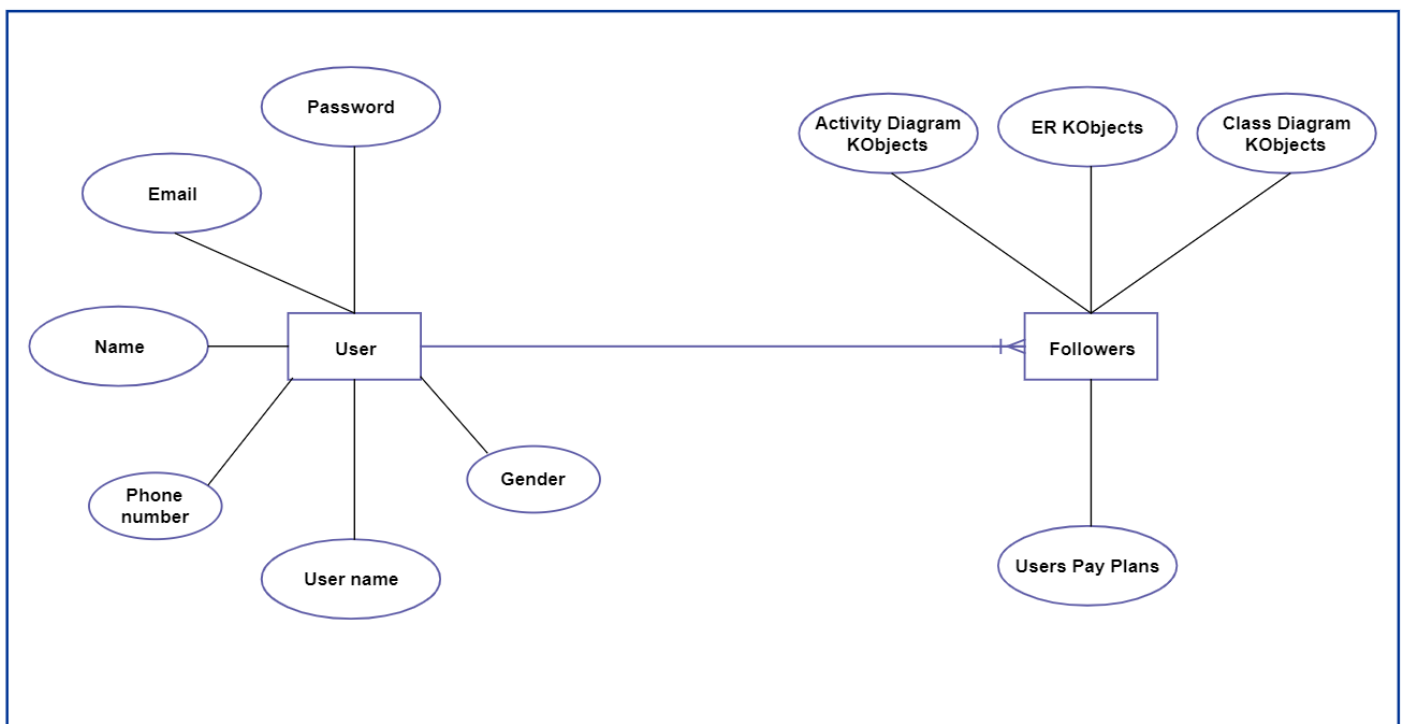 Password
Activity Diagram
KObjects
ER KObjects
Class Diagram
KObjects
Email
Name
User
Followers
Phone
number
Gender
User name
Users Pay Plans